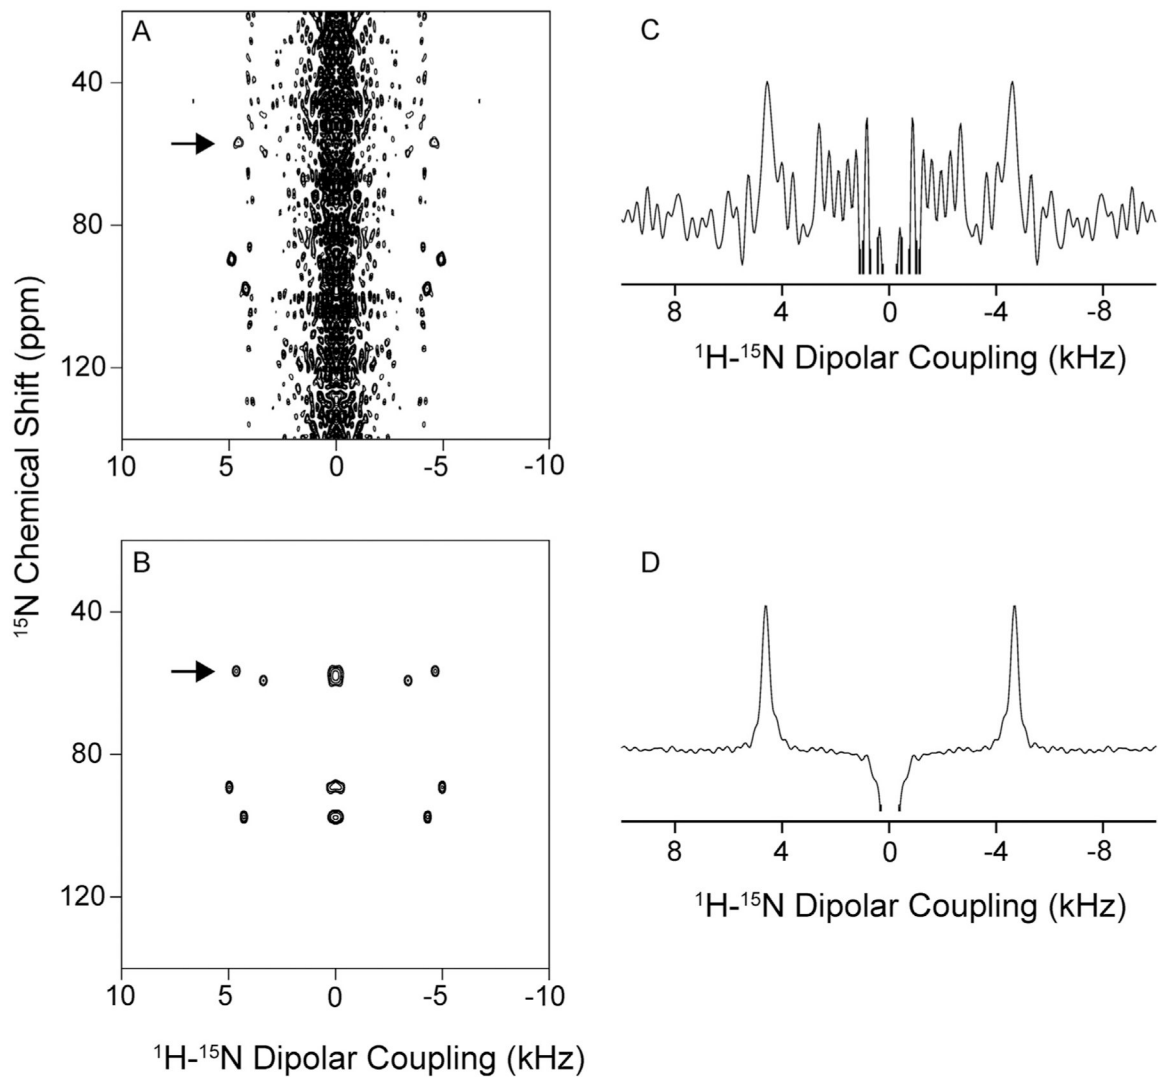 A
40
80
120
10 5 0 -5 -10
C
8 4 0 -4 -8
¹H-¹⁵N Dipolar Coupling (kHz)
¹⁵N Chemical Shift (ppm)
B
40
80
120
10 5 0 -5 -10
¹H-¹⁵N Dipolar Coupling (kHz)
D
8 4 0 -4 -8
¹H-¹⁵N Dipolar Coupling (kHz)